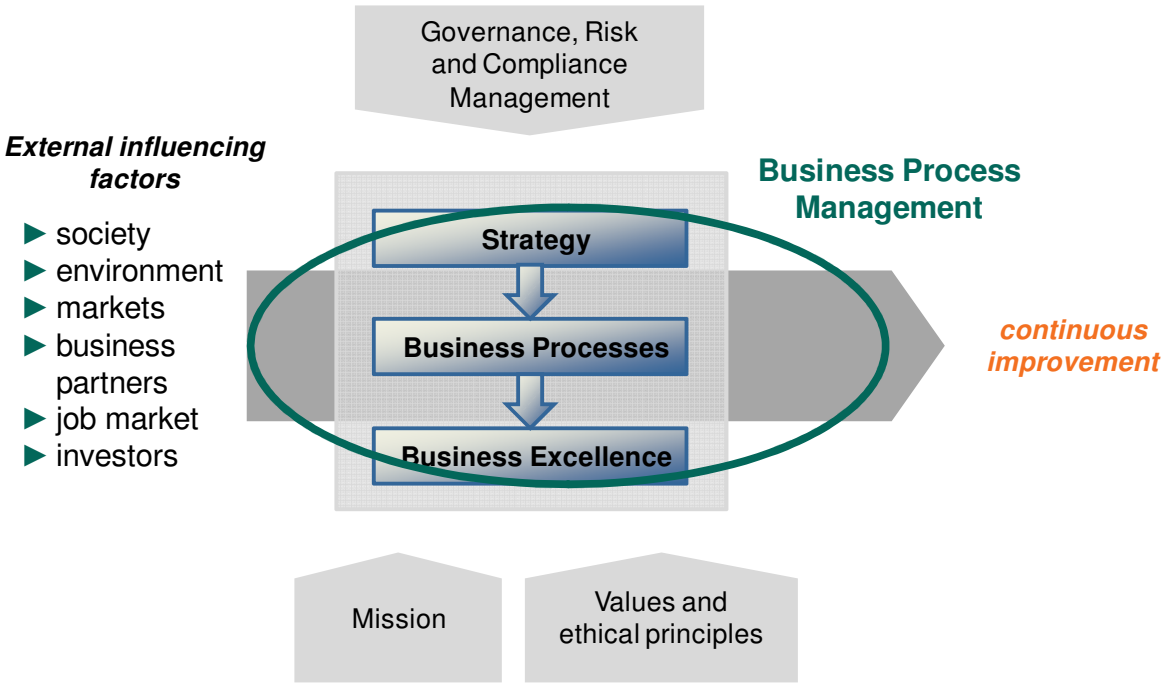 Governance, Risk
and Compliance
Management
External influencing
factors
society
environment
markets
business
partners
job market
investors
Business Process
Management
Strategy
Business Processes
Business Excellence
continuous
improvement
Mission
Values and
ethical principles